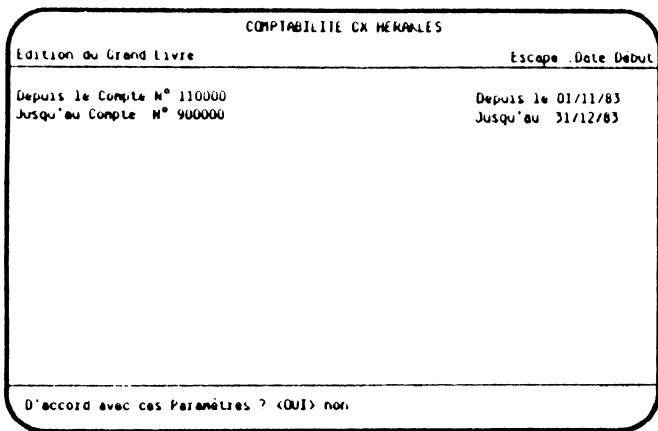 COMPTABILITE CX HERAKLES
Edition du Grand Livre Escape :Date Début
Depuis le Compte N° 110000 Depuis le 01/11/83
Jusqu'au Compte N° 900000 Jusqu'au 31/12/83
D'accord avec ces Paramètres ? <OUI> non